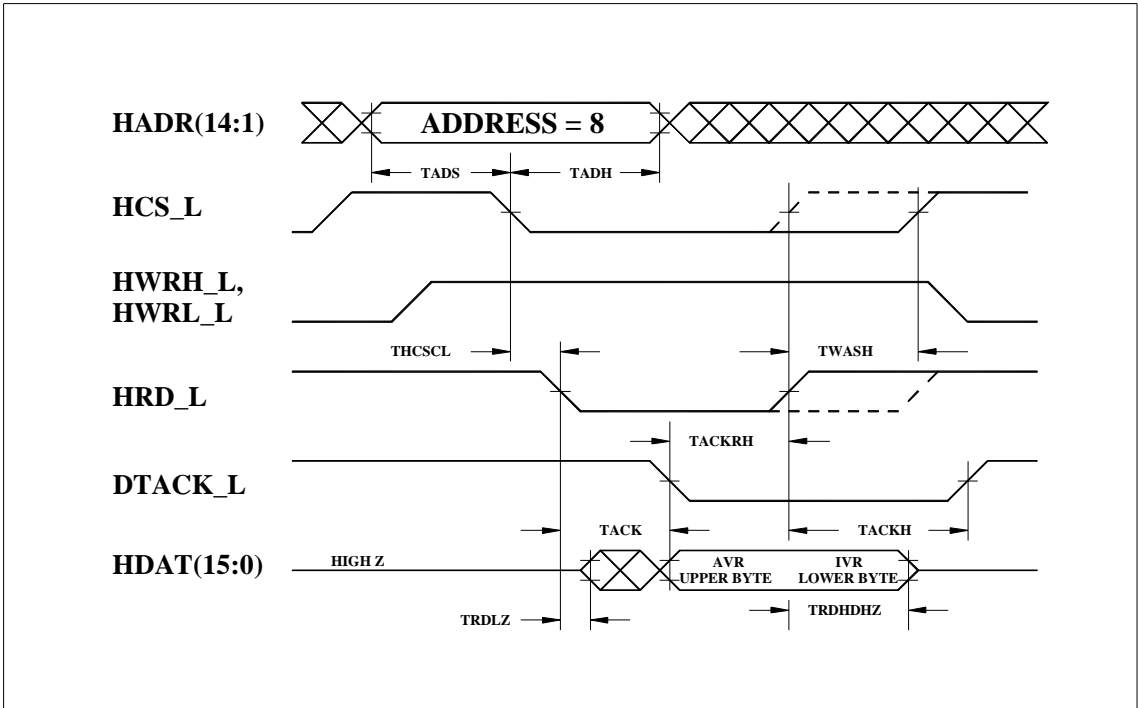 HADR(14:1)
ADDRESS = 8
TADS
TADH
HCS_L
HWRH_L,
HWRL_L
THCSCL
TWASH
HRD_L
TACKRH
DTACK_L
TACK
TACKH
HDAT(15:0)
HIGH Z
AVR
UPPER BYTE
IVR
LOWER BYTE
TRDLZ
TRDHDHZ